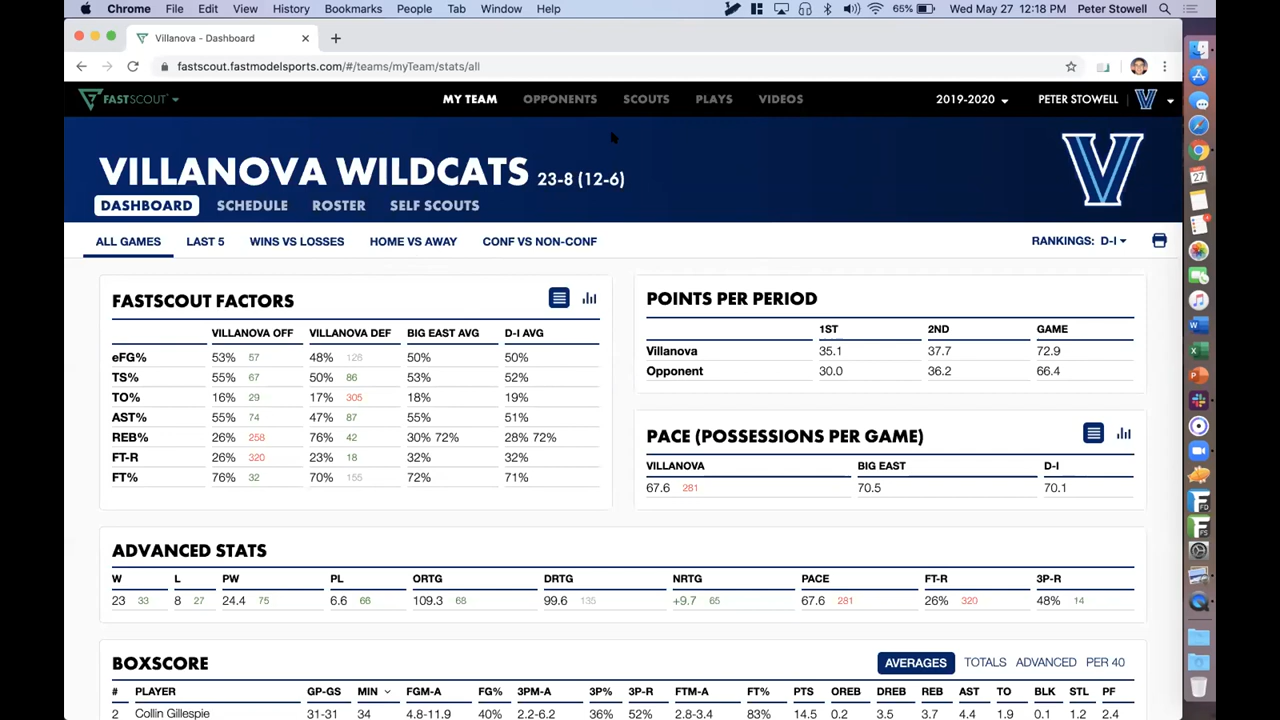 Chrome File Edit View History Bookmarks People Tab Window Help 65% Wed May 27 12:18 PM Peter Stowell
Villanova - Dashboard
fastscout.fastmodelsports.com/#/teams/myTeam/stats/all
FASTSCOUT MY TEAM OPPONENTS SCOUTS PLAYS VIDEOS 2019-2020 PETER STOWELL
VILLANOVA WILDCATS 23-8 (12-6)
DASHBOARD SCHEDULE ROSTER SELF SCOUTS
ALL GAMES LAST 5 WINS VS LOSSES HOME VS AWAY CONF VS NON-CONF RANKINGS: D-I
FASTSCOUT FACTORS
VILLANOVA OFF VILLANOVA DEF BIG EAST AVG D-I AVG
eFG% 53% 57 48% 128 50% 50%
TS% 55% 67 50% 86 53% 52%
TO% 16% 29 17% 305 18% 19%
AST% 55% 74 47% 87 55% 51%
REB% 26% 258 76% 42 30% 72% 28% 72%
FT-R 26% 320 23% 18 32% 32%
FT% 76% 32 70% 155 72% 71%
POINTS PER PERIOD
1ST 2ND GAME
Villanova 35.1 37.7 72.9
Opponent 30.0 36.2 66.4
PACE (POSSESSIONS PER GAME)
VILLANOVA BIG EAST D-I
67.6 281 70.5 70.1
ADVANCED STATS
W L PW PL ORTG DRTG NRTG PACE FT-R 3P-R
23 33 8 27 24.4 75 6.6 66 109.3 68 99.6 135 +9.7 65 67.6 281 26% 320 48% 14
BOXSCORE AVERAGES TOTALS ADVANCED PER 40
# PLAYER GP-GS MIN FGM-A FG% 3PM-A 3P% 3P-R FTM-A FT% PTS OREB DREB REB AST TO BLK STL PF
2 Collin Gillespie 31-31 34 4.8-11.9 40% 2.2-6.2 36% 52% 2.8-3.4 83% 14.5 0.2 3.5 3.7 4.4 1.9 0.1 1.2 2.4